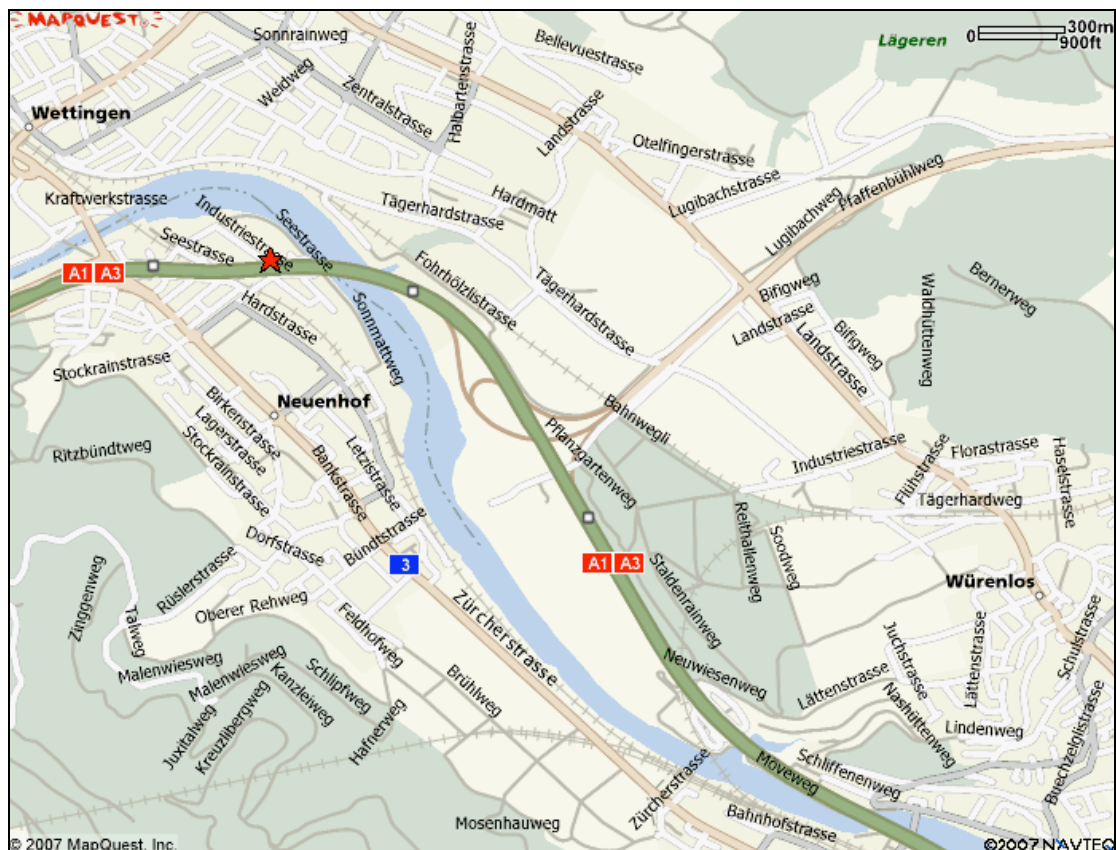 MAPQUEST
Sonnrainweg
Bellevuestrasse
Lägeren
0 300m
900ft
Weidweg
Zentralstrasse
Halbartenstrasse
Landstrasse
Wettingen
Otelfingerstrasse
Lugibachstrasse
Pfaffenbühlweg
Lugibachweg
Kraftwerkstrasse
Industriestrasse
Seestrasse
Seestrasse
Tägerhardstrasse
Hardmatt
Fohrhölzlistrasse
Tägerhardstrasse
A1 A3
Hardstrasse
Sonnmattweg
Bifigweg
Landstrasse
Landstrasse
Bifigweg
Waldhüttenweg
Bernerweg
Stockrainstrasse
Neuenhof
Birkenstrasse
Lagerstrasse
Stockrainstrasse
Ritzbündtweg
Bankstrasse
Letzistrasse
Bahnwegli
Pflanzgartenweg
Industriestrasse
Flühstrasse
Florastrasse
Haselstrasse
Tägerhardweg
Reithallenweg
Soodweg
Dorfstrasse
Bündtstrasse
3
A1 A3
Staldenrainweg
Würenlos
Zinggenweg
Talweg
Rüslerstrasse
Oberer Rehweg
Feldhofweg
Zürcherstrasse
Malenwiesweg
Malenwiesweg
Kanzleiweg
Schlipfweg
Brühlweg
Neuwiesenweg
Lättenstrasse
Juchstrasse
Nashüttenweg
Lättenstrasse
Schulstrasse
Lindenweg
Juxitalweg
Kreuzlibergweg
Hafnerweg
Zürcherstrasse
Moveweg
Schliffenenweg
Buechzelglistrasse
Mosenhauweg
Bahnhofstrasse
© 2007 MapQuest, Inc.
©2007 NAVTEQ